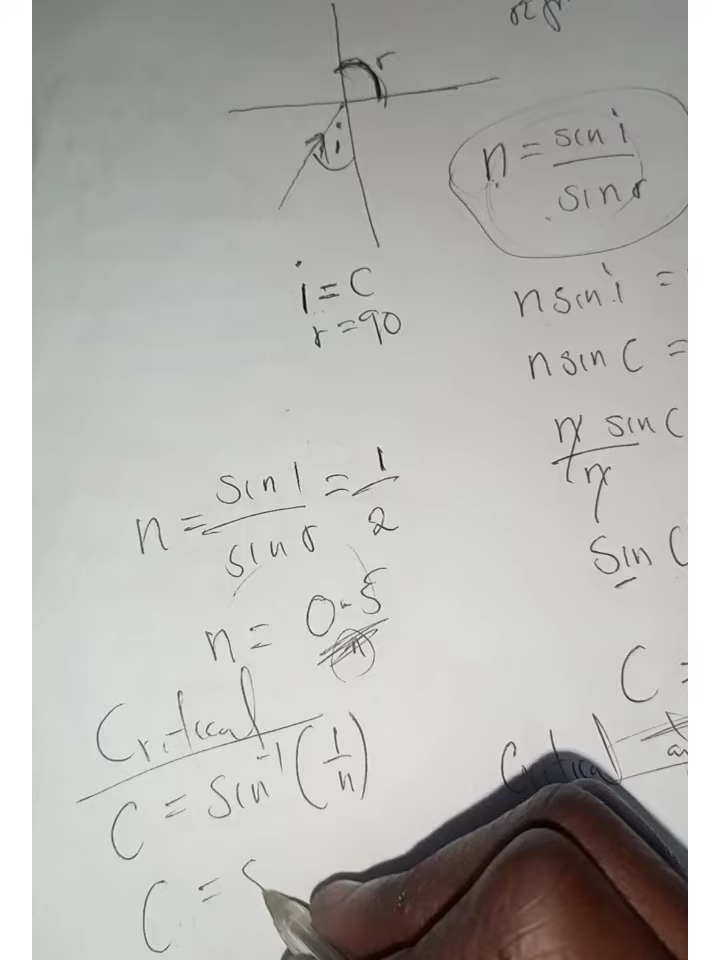 r
i
i = C
r = 90
n = sin i / sin r = 1/2
n = 0.5
Critical
C = Sin⁻¹ (1/n)
C = S
n = sin i / sin r
n sin i =
n sin C =
n sin C / n
Sin C
C =
Critical